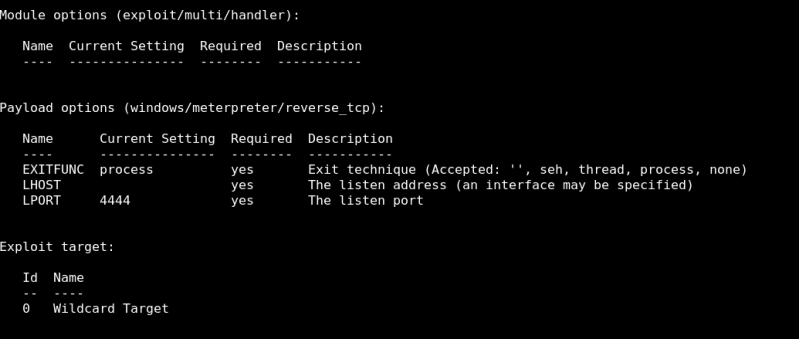 Module options (exploit/multi/handler):
Name  Current Setting  Required  Description
----  ---------------  --------  -----------
Payload options (windows/meterpreter/reverse_tcp):
Name      Current Setting  Required  Description
----      ---------------  --------  -----------
EXITFUNC  process          yes       Exit technique (Accepted: '', seh, thread, process, none)
LHOST                      yes       The listen address (an interface may be specified)
LPORT     4444             yes       The listen port
Exploit target:
Id  Name
--  ----
0   Wildcard Target